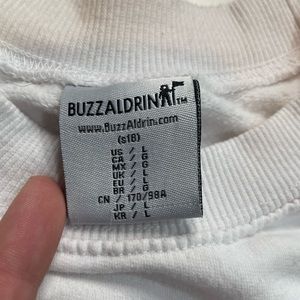 BUZZALDRIN™
www.BuzzAldrin.com
(s18)
US / L
CA / G
MX / G
UK / L
EU / L
BR / G
CN / 170/98A
JP / L
KR / L